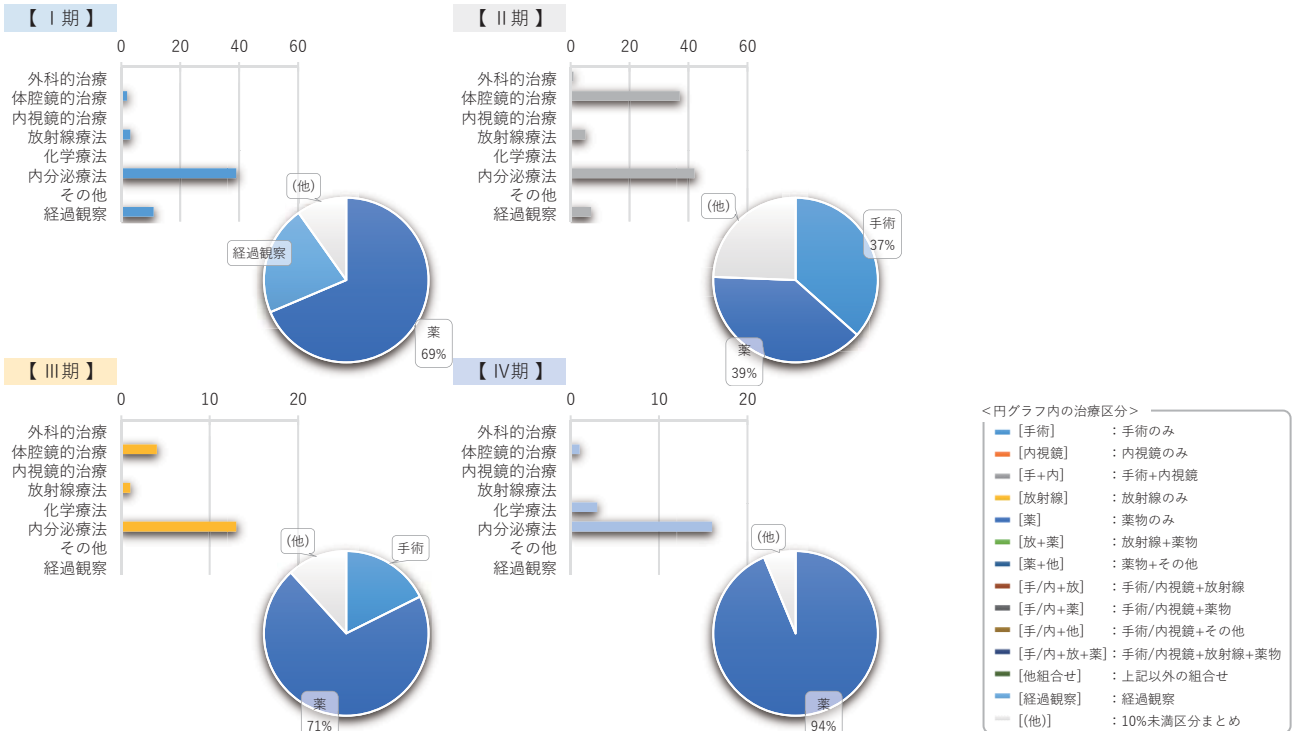 【 Ⅰ期 】
0 20 40 60
外科的治療
体腔鏡的治療
内視鏡的治療
放射線療法
化学療法
内分泌療法
その他
経過観察
(他)
経過観察
薬
69%
【 Ⅱ期 】
0 20 40 60
外科的治療
体腔鏡的治療
内視鏡的治療
放射線療法
化学療法
内分泌療法
その他
経過観察
(他)
手術
37%
薬
39%
【 Ⅲ期 】
0 10 20
外科的治療
体腔鏡的治療
内視鏡的治療
放射線療法
化学療法
内分泌療法
その他
経過観察
(他)
手術
薬
71%
【 Ⅳ期 】
0 10 20
外科的治療
体腔鏡的治療
内視鏡的治療
放射線療法
化学療法
内分泌療法
その他
経過観察
(他)
薬
94%
＜円グラフ内の治療区分＞
[手術] ：手術のみ
[内視鏡] ：内視鏡のみ
[手+内] ：手術+内視鏡
[放射線] ：放射線のみ
[薬] ：薬物のみ
[放+薬] ：放射線+薬物
[薬+他] ：薬物+その他
[手/内+放] ：手術/内視鏡+放射線
[手/内+薬] ：手術/内視鏡+薬物
[手/内+他] ：手術/内視鏡+その他
[手/内+放+薬]：手術/内視鏡+放射線+薬物
[他組合せ] ：上記以外の組合せ
[経過観察] ：経過観察
[(他)] ：10%未満区分まとめ